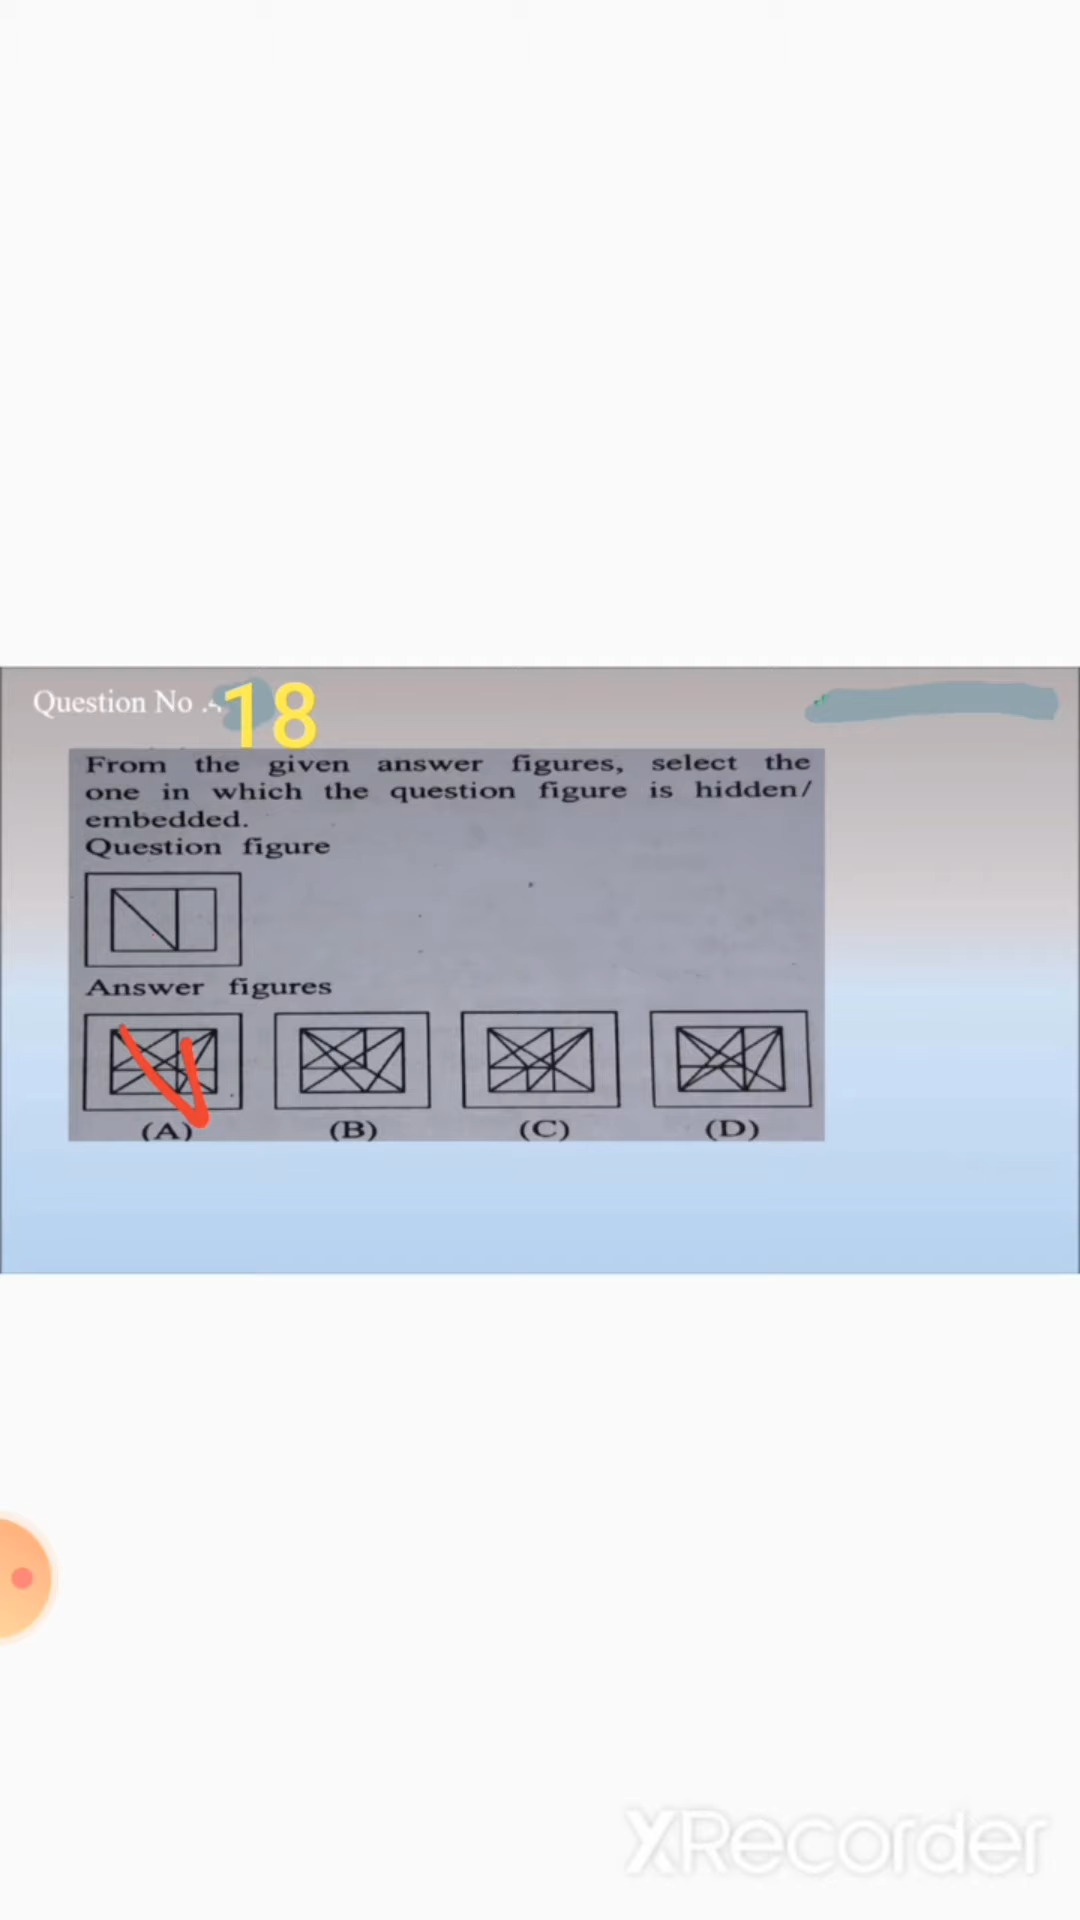 Question No .4
18
From the given answer figures, select the
one in which the question figure is hidden/
embedded.
Question figure
Answer figures
(A) (B) (C) (D)
XRecorder